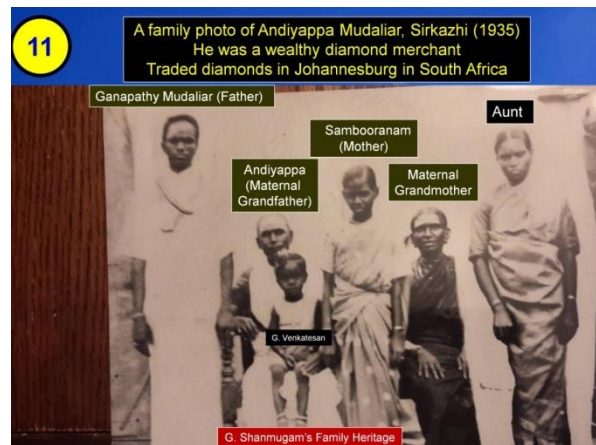 11
A family photo of Andiyappa Mudaliar, Sirkazhi (1935)
He was a wealthy diamond merchant
Traded diamonds in Johannesburg in South Africa
Ganapathy Mudaliar (Father)
Aunt
Sambooranam
(Mother)
Andiyappa
(Maternal
Grandfather)
Maternal
Grandmother
G. Venkatesan
G. Shanmugam's Family Heritage